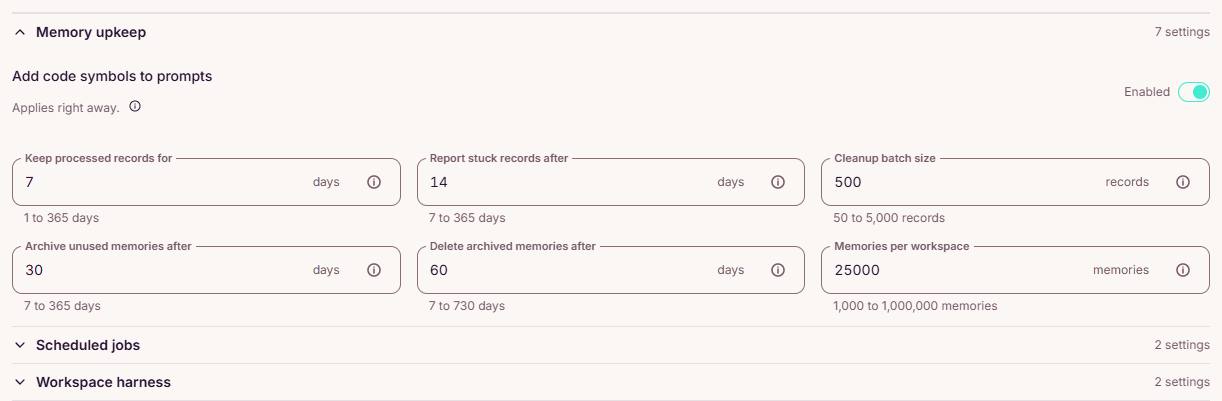 Memory upkeep
7 settings
Add code symbols to prompts
Applies right away.
Enabled
Keep processed records for
7 days
1 to 365 days
Report stuck records after
14 days
7 to 365 days
Cleanup batch size
500 records
50 to 5,000 records
Archive unused memories after
30 days
7 to 365 days
Delete archived memories after
60 days
7 to 730 days
Memories per workspace
25000 memories
1,000 to 1,000,000 memories
Scheduled jobs
2 settings
Workspace harness
2 settings